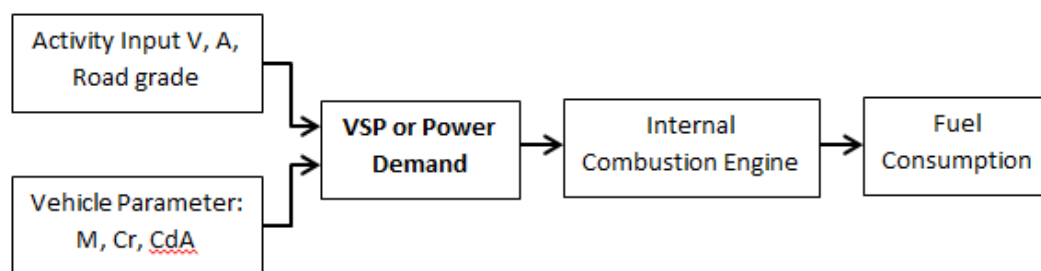 Activity Input V, A,
Road grade
Vehicle Parameter:
M, Cr, CdA
VSP or Power
Demand
Internal
Combustion Engine
Fuel
Consumption